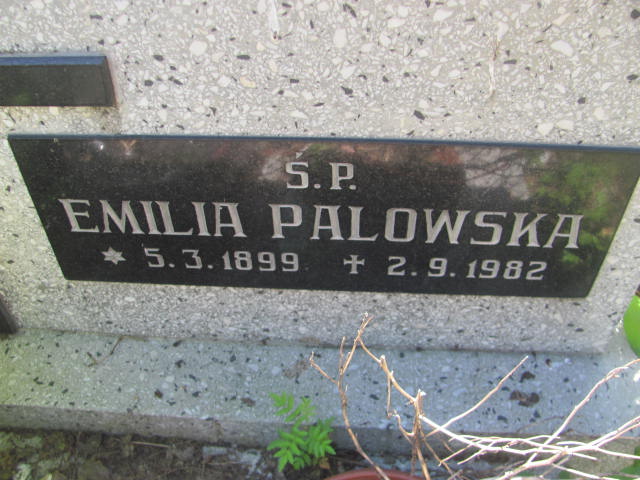 Ś.P.
EMILIA PALOWSKA
* 5.3.1899 ✝ 2.9.1982